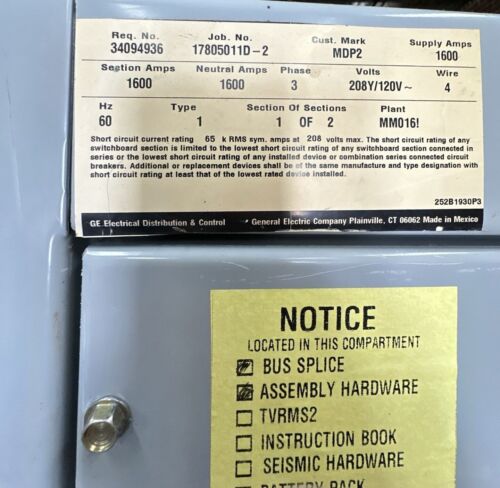 Req. No. Job. No. Cust. Mark Supply Amps
34094936 17805011D-2 MDP2 1600
Section Amps Neutral Amps Phase Volts Wire
1600 1600 3 208Y/120V~ 4
Hz Type Section Of Sections Plant
60 1 1 OF 2 MM016!
Short circuit current rating 65 k RMS sym. amps at 208 volts max. The short circuit rating of any
switchboard section is limited to the lowest short circuit rating of any switchboard section connected in
series or the lowest short circuit rating of any installed device or combination series connected circuit
breakers. Additional or replacement devices shall be of the same manufacture and type designation with
short circuit rating at least that of the lowest rated device installed.
252B1930P3
GE Electrical Distribution & Control General Electric Company Plainville, CT 06062 Made in Mexico
NOTICE
LOCATED IN THIS COMPARTMENT
BUS SPLICE
ASSEMBLY HARDWARE
TVRMS2
INSTRUCTION BOOK
SEISMIC HARDWARE
BATTERY PACK